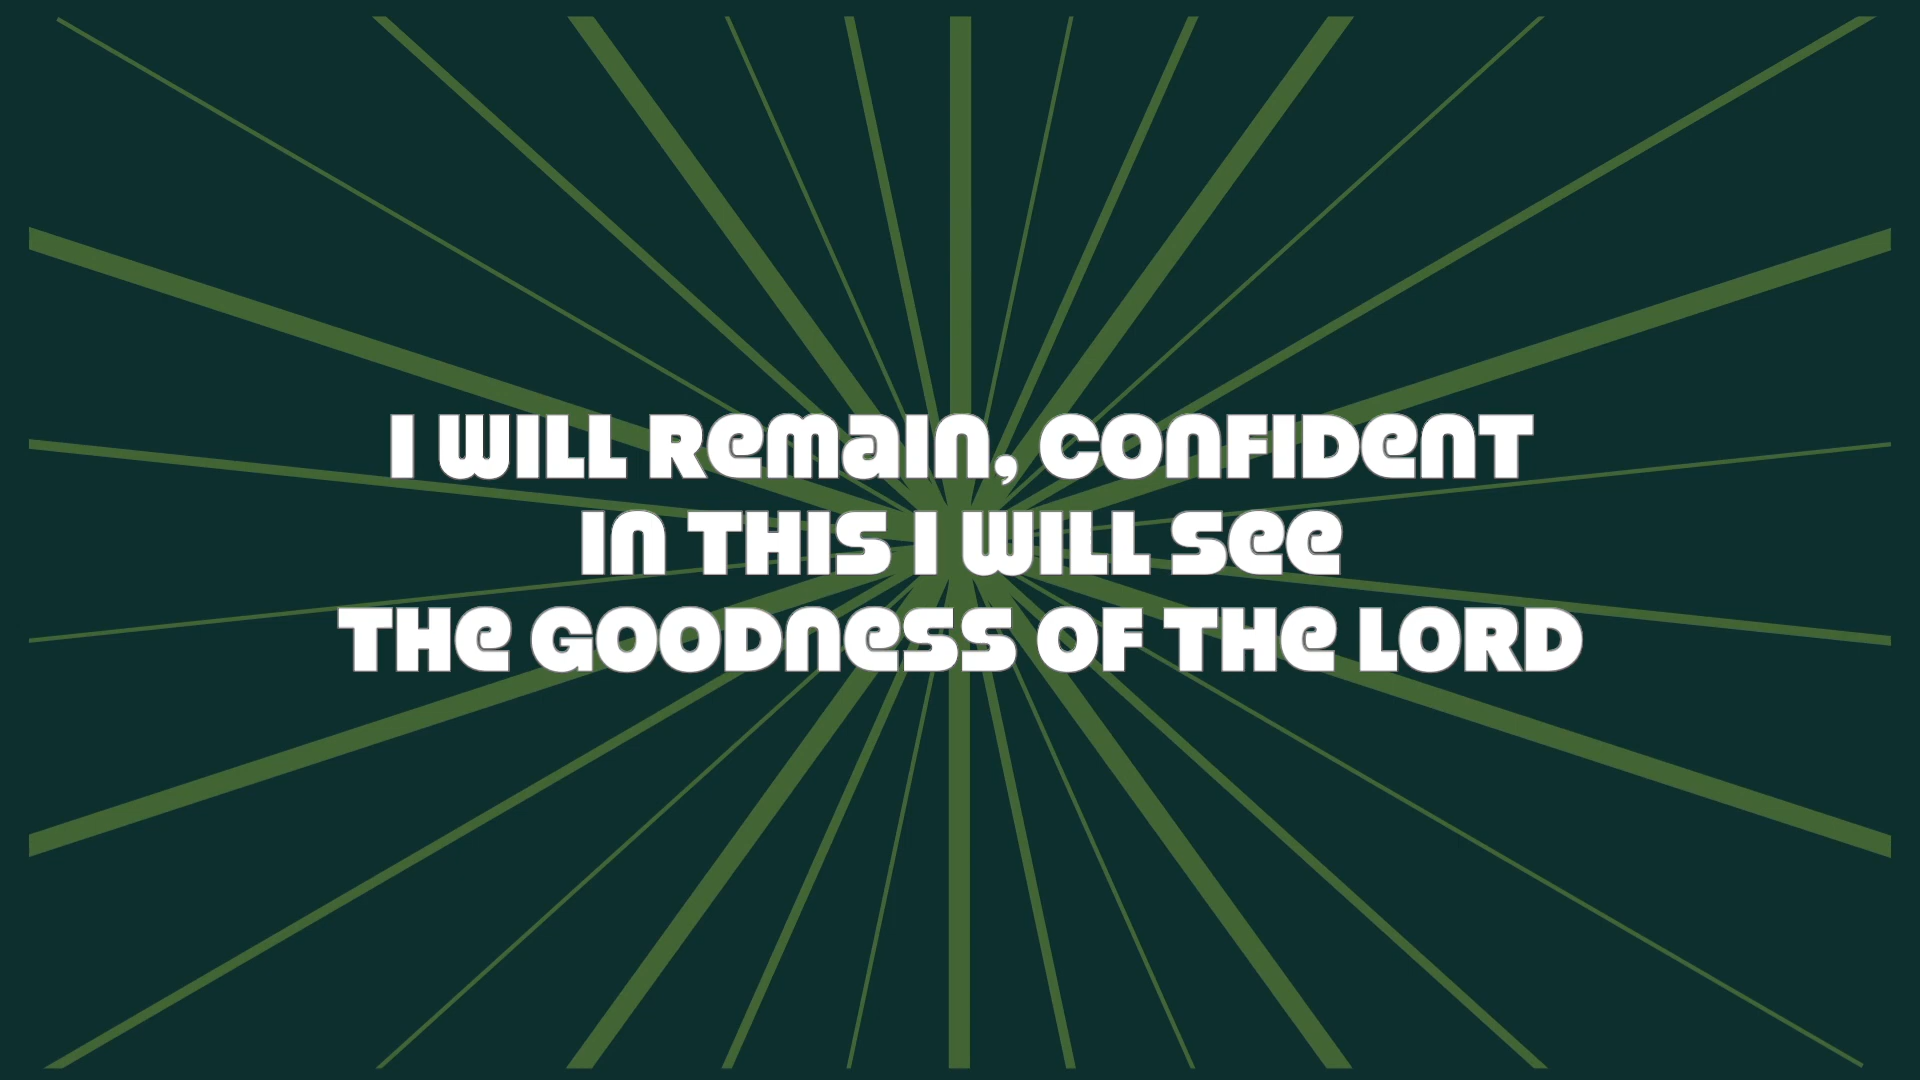 I WILL Remain, Confident
In THIS I WILL See
THe GOODneSS OF THe LORD